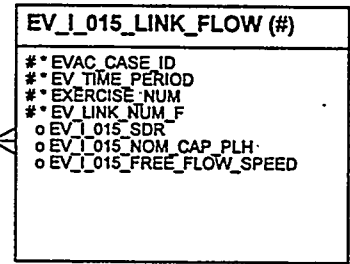 EV_I_015_LINK_FLOW (#)
#* EVAC_CASE_ID
#* EV_TIME_PERIOD
#* EXERCISE_NUM
#* EV_LINK_NUM_F
o EV_I_015_SDR
o EV_I_015_NOM_CAP_PLH
o EV_I_015_FREE_FLOW_SPEED